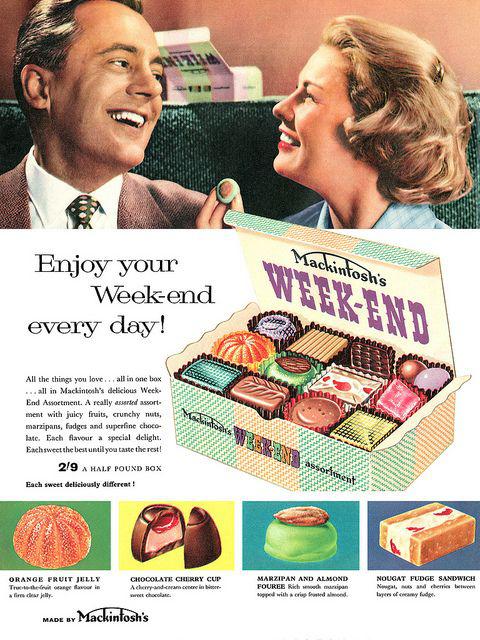 Enjoy your
Week-end
every day!
Mackintosh's
WEEK-END
All the things you love . . . all in one box
. . . all in Mackintosh's delicious Week-
End Assortment. A really assorted assort-
ment with juicy fruits, crunchy nuts,
marzipans, fudges and superfine choco-
late. Each flavour a special delight.
Each sweet the best until you taste the rest!
2/9 A HALF POUND BOX
Each sweet deliciously different!
Mackintosh's WEEK-END assortment
ORANGE FRUIT JELLY
True-to-the-fruit orange flavour in
a firm clear jelly.
CHOCOLATE CHERRY CUP
A cherry-and-cream centre in bitter-
sweet chocolate.
MARZIPAN AND ALMOND
FOUREE Rich smooth marzipan
topped with a crisp frosted almond.
NOUGAT FUDGE SANDWICH
Nougat, nuts and cherries between
layers of creamy fudge.
MADE BY Mackintosh's